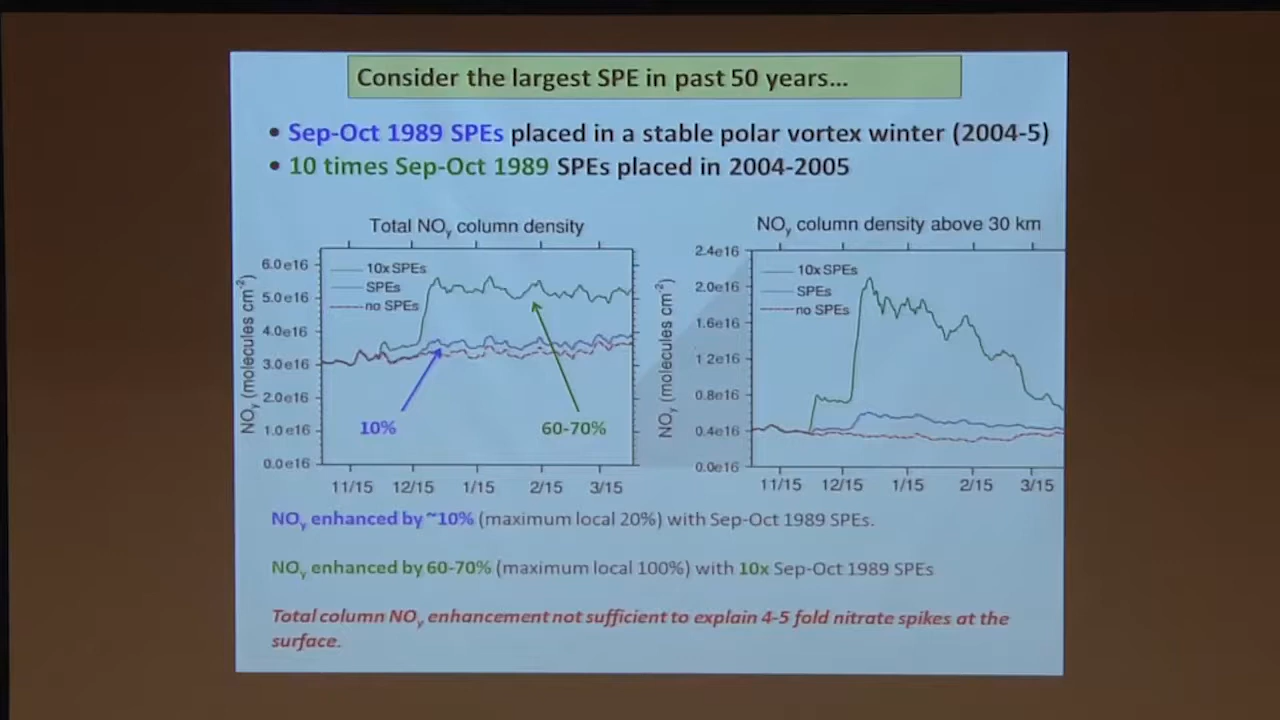 Consider the largest SPE in past 50 years...
• Sep-Oct 1989 SPEs placed in a stable polar vortex winter (2004-5)
• 10 times Sep-Oct 1989 SPEs placed in 2004-2005
Total NOy column density
NOy (molecules cm-2)
6.0e16
5.0e16
4.0e16
3.0e16
2.0e16
1.0e16
0.0e16
10x SPEs
SPEs
no SPEs
10%
60-70%
11/15 12/15 1/15 2/15 3/15
NOy column density above 30 km
NOy (molecules cm-2)
2.4e16
2.0e16
1.6e16
1.2e16
0.8e16
0.4e16
0.0e16
10x SPEs
SPEs
no SPEs
11/15 12/15 1/15 2/15 3/15
NOy enhanced by ~10% (maximum local 20%) with Sep-Oct 1989 SPEs.
NOy enhanced by 60-70% (maximum local 100%) with 10x Sep-Oct 1989 SPEs
Total column NOy enhancement not sufficient to explain 4-5 fold nitrate spikes at the
surface.